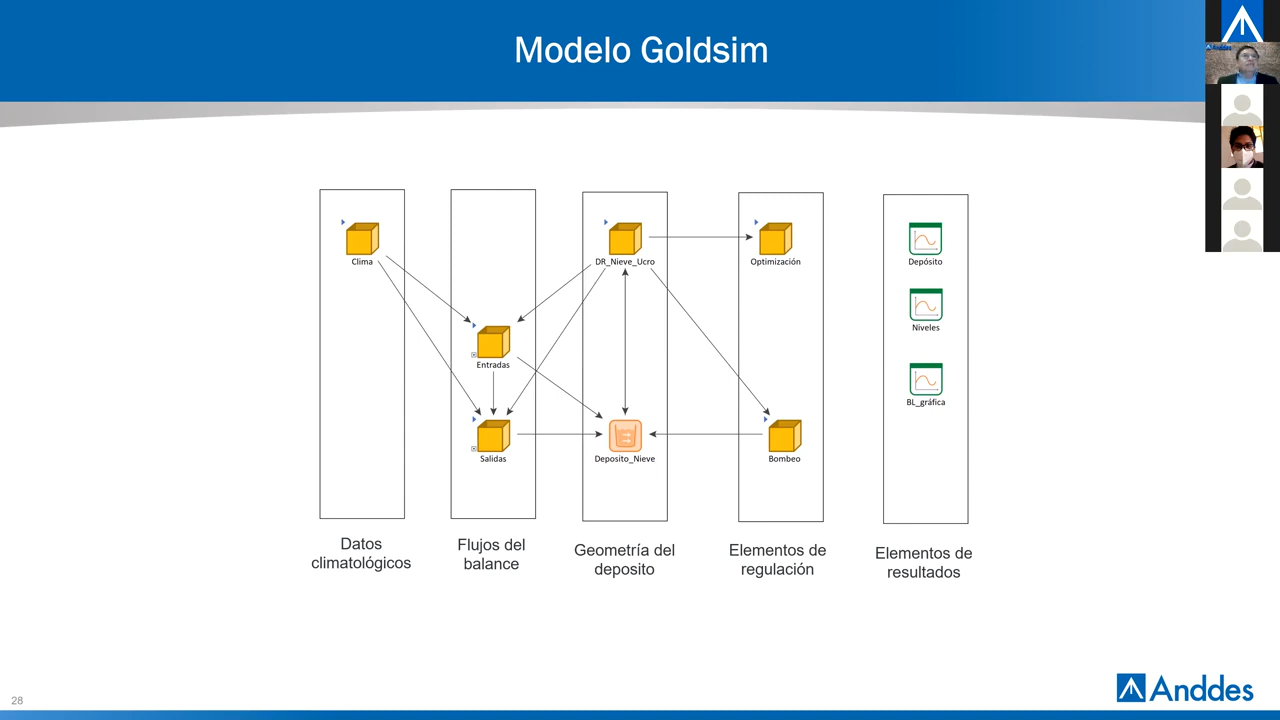 Modelo Goldsim
Anddes
Clima
DR_Nieve_Ucro
Optimización
Depósito
Niveles
Entradas
BL_gráfica
Salidas
Deposito_Nieve
Bombeo
Datos
climatológicos
Flujos del
balance
Geometría del
deposito
Elementos de
regulación
Elementos de
resultados
28
Anddes